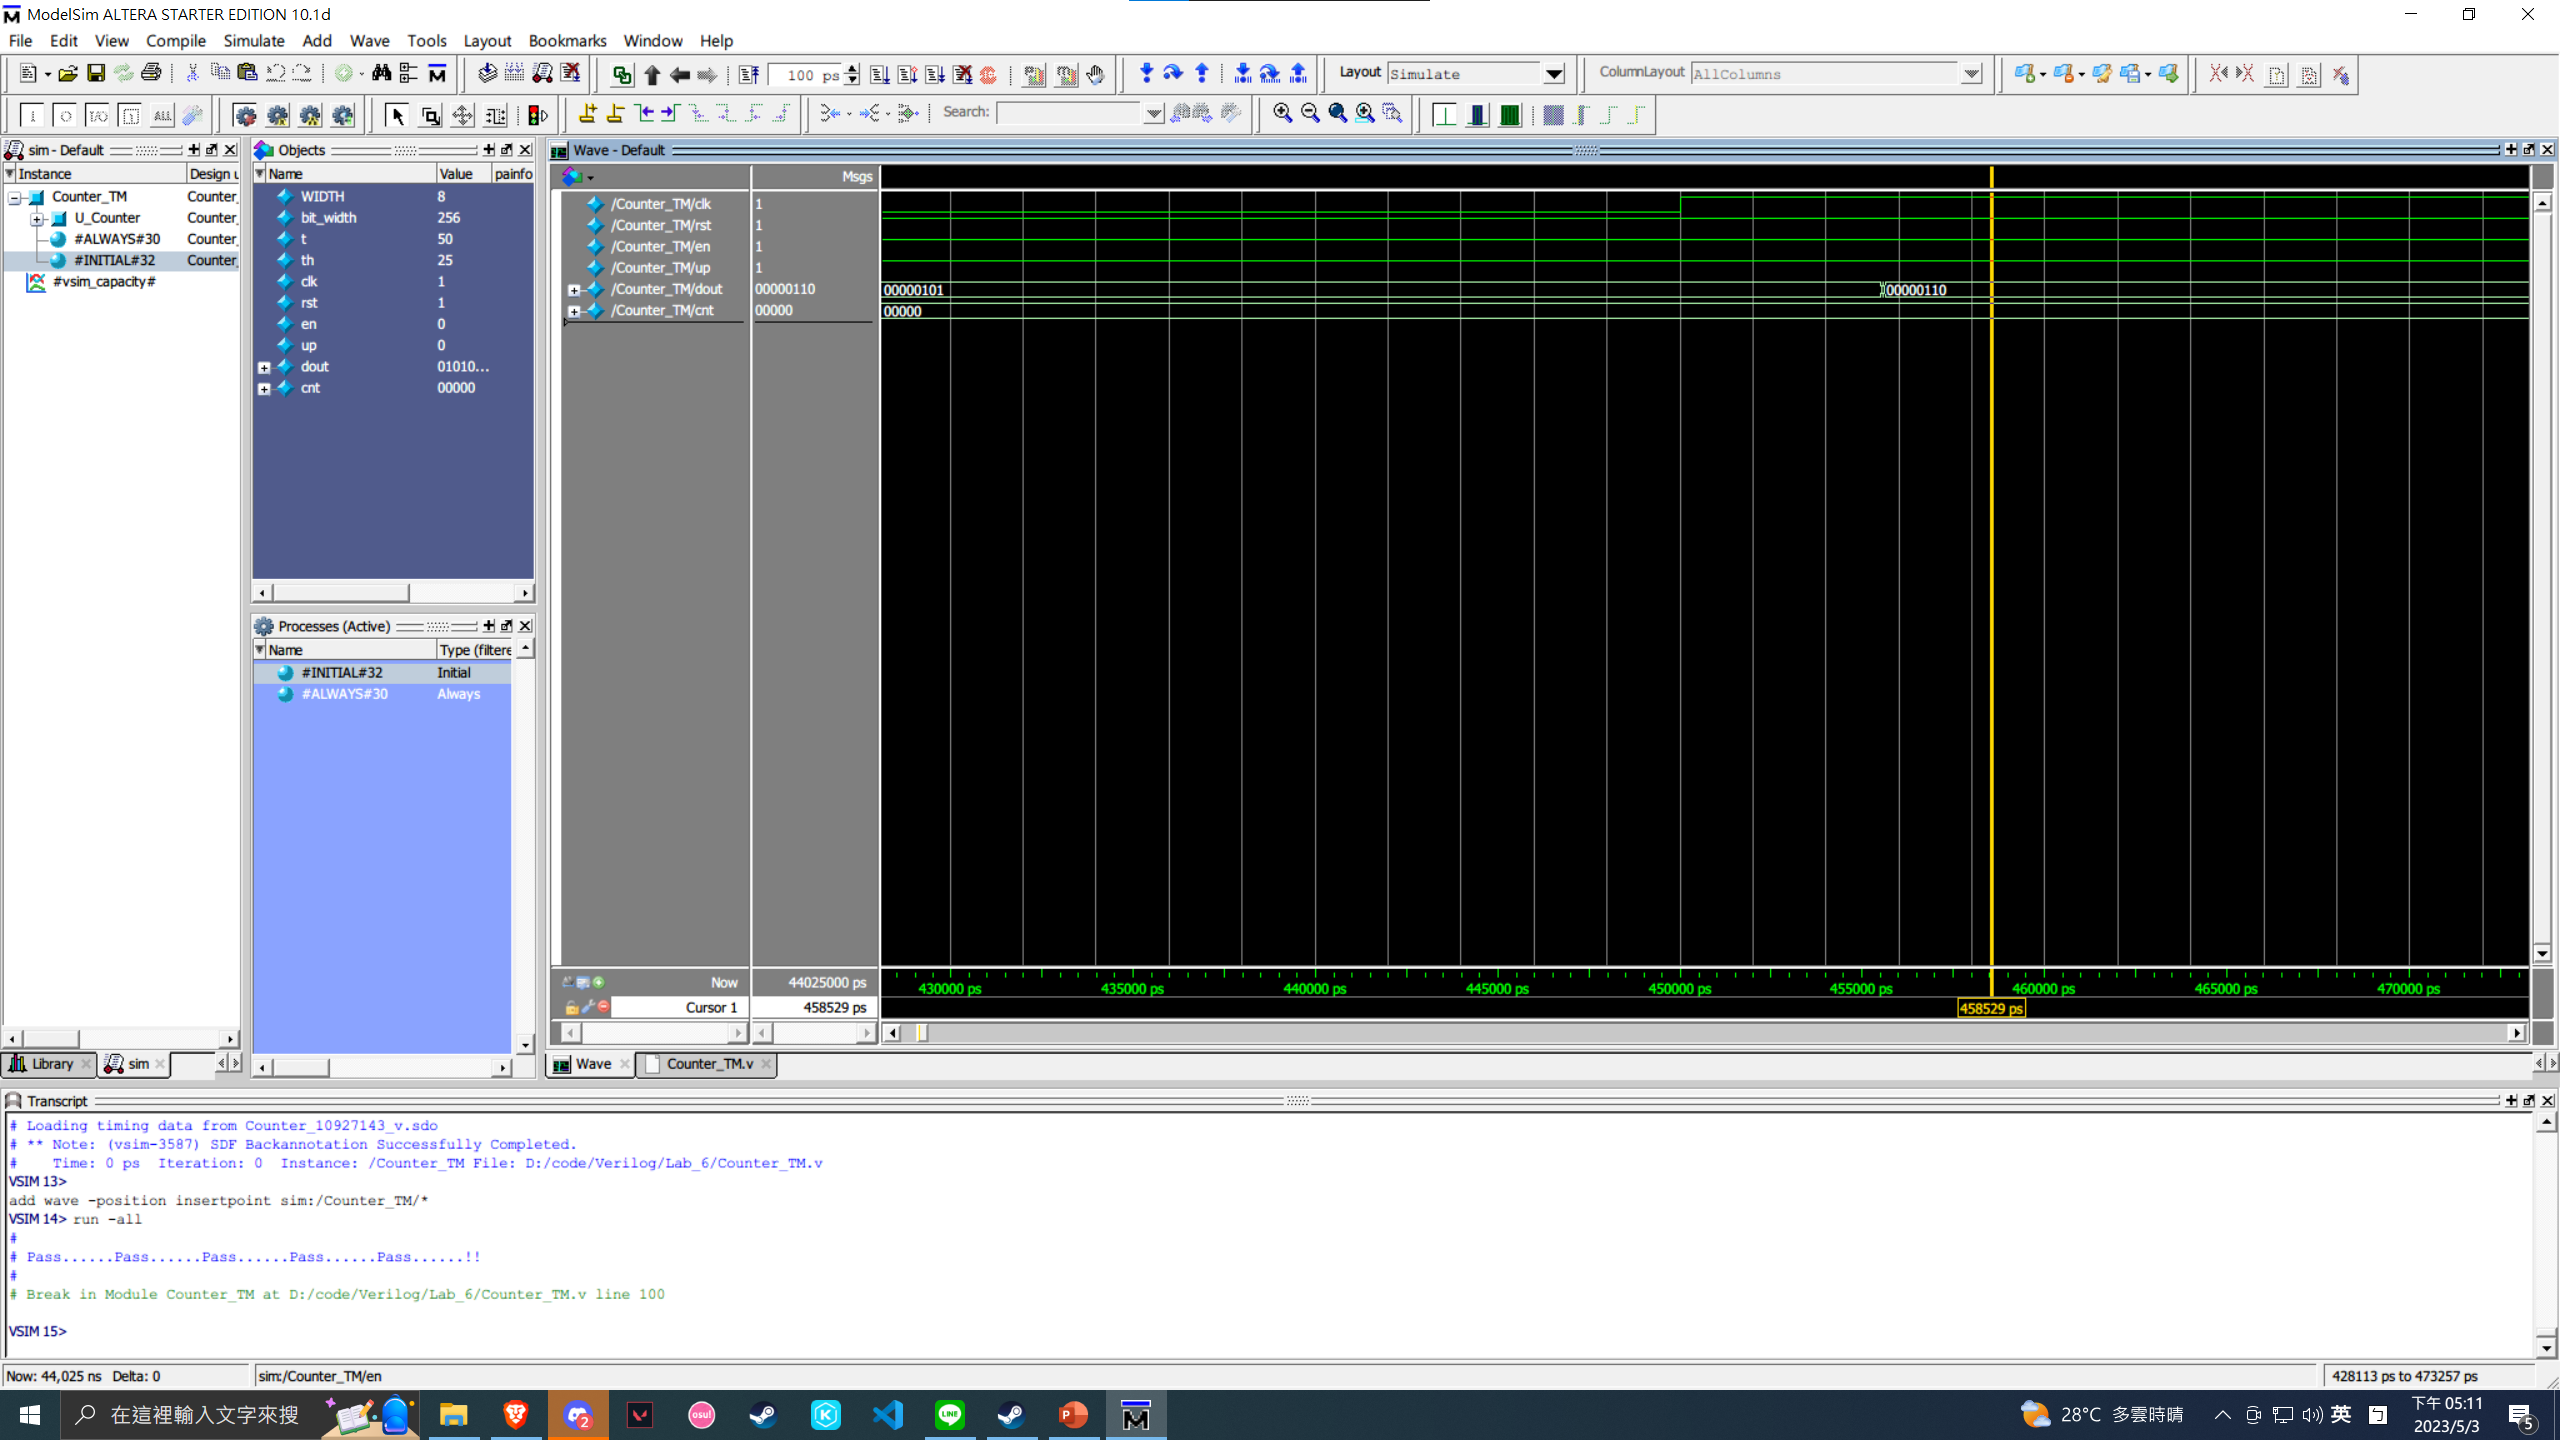 ModelSim ALTERA STARTER EDITION 10.1d
File Edit View Compile Simulate Add Wave Tools Layout Bookmarks Window Help
100 ps Layout Simulate ColumnLayout AllColumns
ALL Search:
sim - Default
Instance Design u
Counter_TM Counter_
U_Counter Counter_
#ALWAYS#30 Counter_
#INITIAL#32 Counter_
#vsim_capacity#
Library sim
Objects
Name Value painfo
WIDTH 8
bit_width 256
t 50
th 25
clk 1
rst 1
en 0
up 0
dout 01010...
cnt 00000
Processes (Active)
Name Type (filtere
#INITIAL#32 Initial
#ALWAYS#30 Always
Wave - Default
Msgs
/Counter_TM/clk 1
/Counter_TM/rst 1
/Counter_TM/en 1
/Counter_TM/up 1
/Counter_TM/dout 00000110 00000101 00000110
/Counter_TM/cnt 00000 00000
Now 44025000 ps 430000 ps 435000 ps 440000 ps 445000 ps 450000 ps 455000 ps 460000 ps 465000 ps 470000 ps
Cursor 1 458529 ps 458529 ps
Wave Counter_TM.v
Transcript
# Loading timing data from Counter_10927143_v.sdo
# ** Note: (vsim-3587) SDF Backannotation Successfully Completed.
# Time: 0 ps Iteration: 0 Instance: /Counter_TM File: D:/code/Verilog/Lab_6/Counter_TM.v
VSIM 13>
add wave -position insertpoint sim:/Counter_TM/*
VSIM 14> run -all
#
# Pass......Pass......Pass......Pass......Pass......!!
#
# Break in Module Counter_TM at D:/code/Verilog/Lab_6/Counter_TM.v line 100
VSIM 15>
Now: 44,025 ns Delta: 0 sim:/Counter_TM/en 428113 ps to 473257 ps
在這裡輸入文字來搜 2 osu! LINE 28°C 多雲時晴 英 ㄅ 下午 05:11
2023/5/3 5